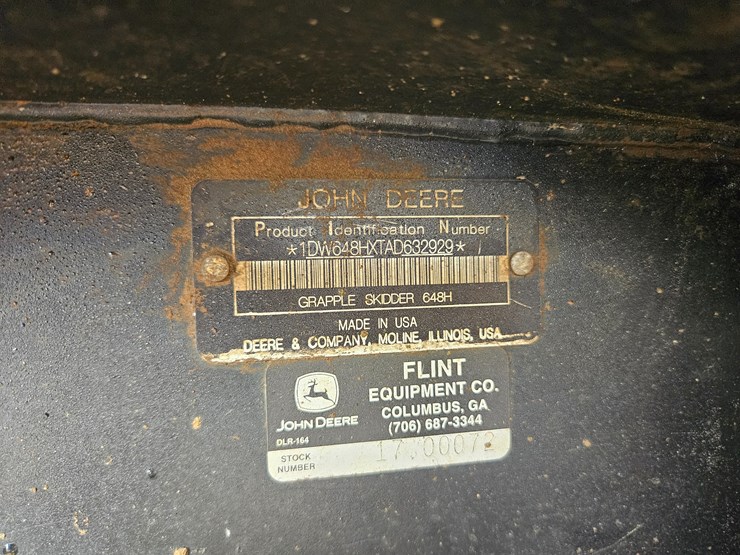 JOHN DEERE
Product Identification Number
*1DW648HXTAD632929*
GRAPPLE SKIDDER 648H
MADE IN USA
DEERE & COMPANY, MOLINE, ILLINOIS, USA
FLINT
EQUIPMENT CO.
COLUMBUS, GA
(706) 687-3344
JOHN DEERE
DLR-164
STOCK
NUMBER